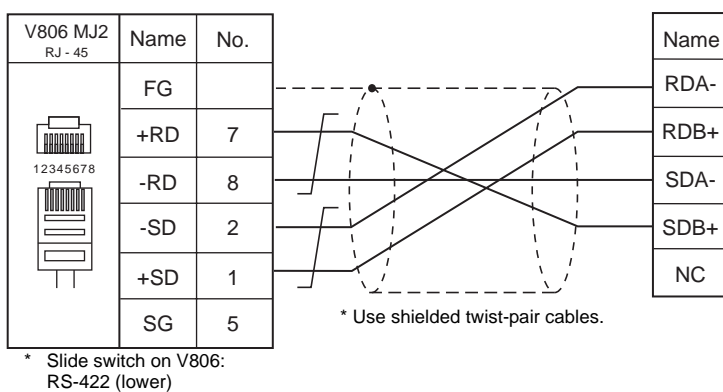 V806 MJ2
RJ - 45
Name No.
FG
+RD 7
-RD 8
-SD 2
+SD 1
SG 5
12345678
Name
RDA-
RDB+
SDA-
SDB+
NC
* Use shielded twist-pair cables.
* Slide switch on V806:
RS-422 (lower)